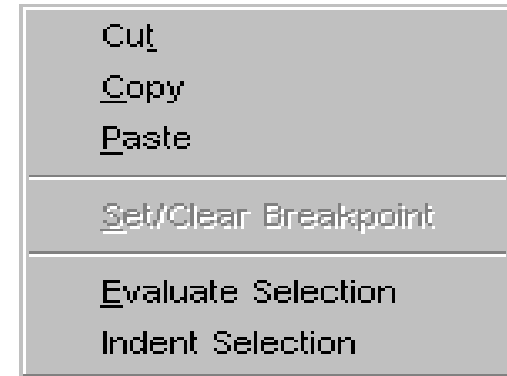 Cut
Copy
Paste
Set/Clear Breakpoint
Evaluate Selection
Indent Selection